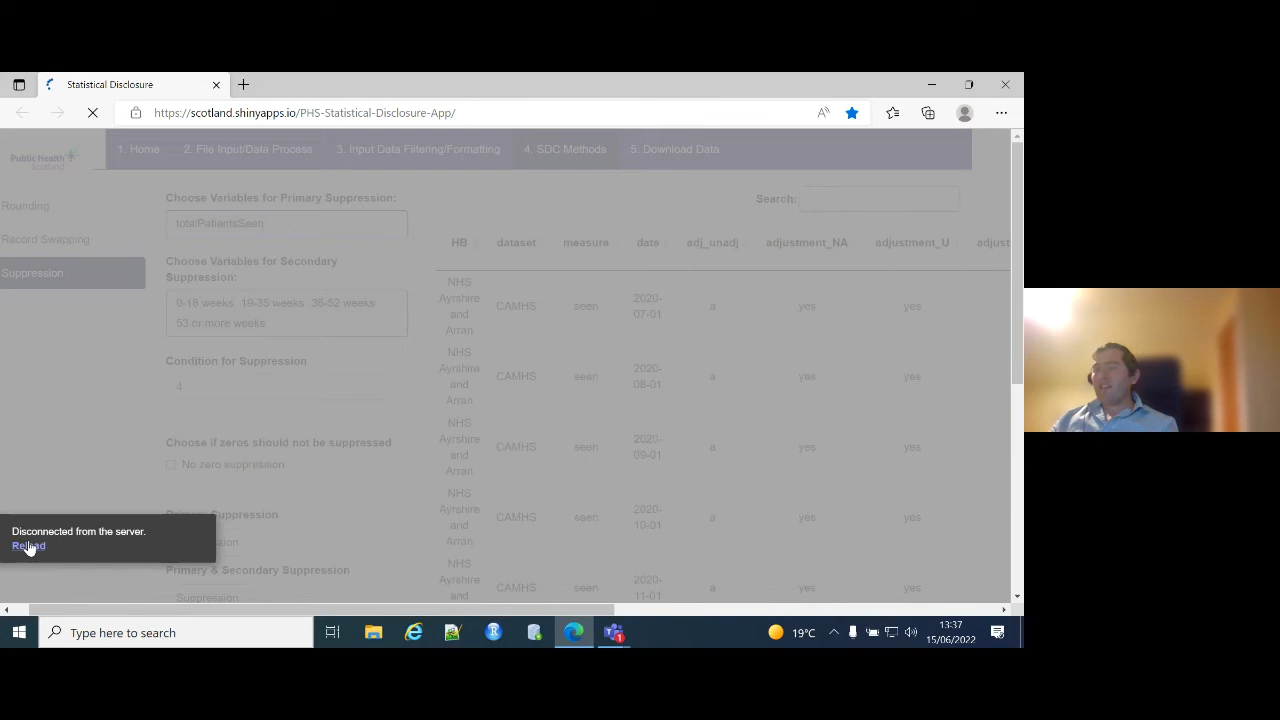 Statistical Disclosure
https://scotland.shinyapps.io/PHS-Statistical-Disclosure-App/
Public Health
Scotland
1. Home
2. File Input/Data Process
3. Input Data Filtering/Formatting
4. SDC Methods
5. Download Data
Rounding
Record Swapping
Suppression
Choose Variables for Primary Suppression:
totalPatientsSeen
Choose Variables for Secondary
Suppression:
0-18 weeks 19-35 weeks 36-52 weeks
53 or more weeks
Condition for Suppression
4
Choose if zeros should not be suppressed
No zero suppression
Suppression
Primary & Secondary Suppression
Suppression
Search:
HB dataset measure date adj_unadj adjustment_NA adjustment_U adjust
NHS
Ayrshire
and
Arran
CAMHS seen 2020-
07-01
a yes yes
NHS
Ayrshire
and
Arran
CAMHS seen 2020-
08-01
a yes yes
NHS
Ayrshire
and
Arran
CAMHS seen 2020-
09-01
a yes yes
NHS
Ayrshire
and
Arran
CAMHS seen 2020-
10-01
a yes yes
NHS
Ayrshire
and
CAMHS seen 2020-
11-01
a yes yes
Disconnected from the server.
Reload
Type here to search
1
19°C
13:37
15/06/2022